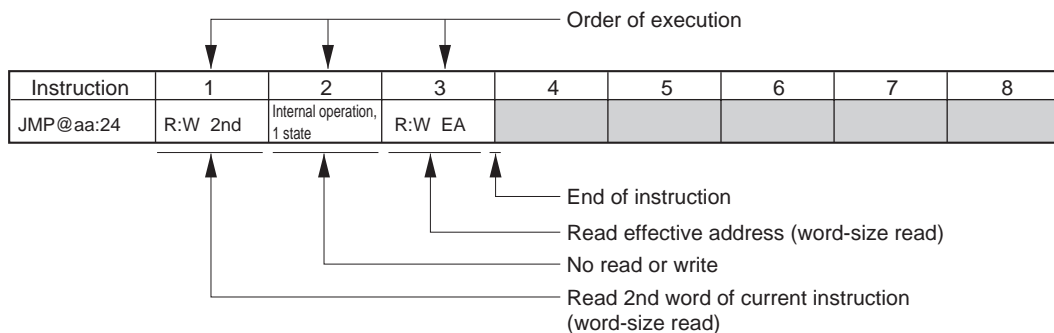 Order of execution
Instruction 1 2 3 4 5 6 7 8
JMP@aa:24 R:W 2nd Internal operation, R:W EA
1 state
End of instruction
Read effective address (word-size read)
No read or write
Read 2nd word of current instruction
(word-size read)